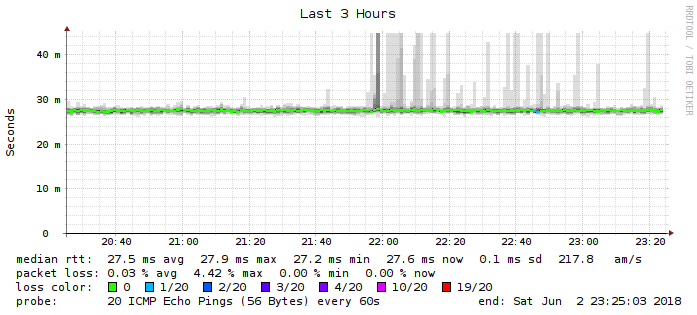 Last 3 Hours
RRDTOOL / TOBI OETIKER
Seconds
40 m
30 m
20 m
10 m
0
20:40 21:00 21:20 21:40 22:00 22:20 22:40 23:00 23:20
median rtt: 27.5 ms avg 27.9 ms max 27.2 ms min 27.6 ms now 0.1 ms sd 217.8 am/s
packet loss: 0.03 % avg 4.42 % max 0.00 % min 0.00 % now
loss color: 0 1/20 2/20 3/20 4/20 10/20 19/20
probe: 20 ICMP Echo Pings (56 Bytes) every 60s end: Sat Jun 2 23:25:03 2018